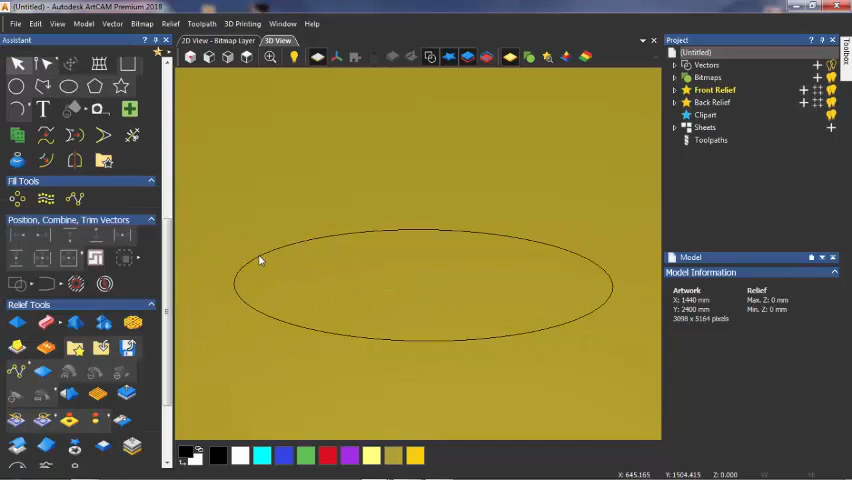 (Untitled) - Autodesk ArtCAM Premium 2018
File Edit View Model Vector Bitmap Relief Toolpath 3D Printing Window Help
Assistant
2D View - Bitmap Layer
3D View
Project
Toolbox
(Untitled)
Vectors
Bitmaps
Front Relief
Back Relief
Clipart
Sheets
Toolpaths
Fill Tools
Position, Combine, Trim Vectors
Relief Tools
Model
Model Information
Artwork Relief
X: 1440 mm Max. Z: 0 mm
Y: 2400 mm Min. Z: 0 mm
3098 x 5164 pixels
X: 645.165 Y: 1504.415 Z: 0.000 W: H: